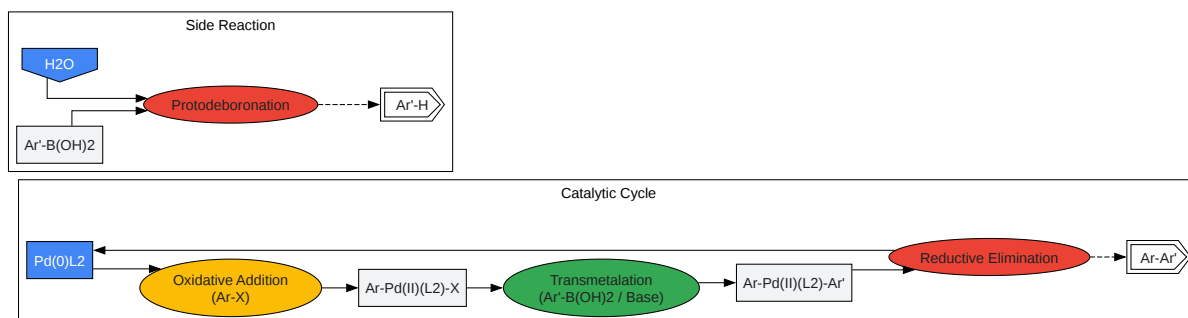 Side Reaction
H2O
Protodeboronation
Ar'-H
Ar'-B(OH)2
Catalytic Cycle
Pd(0)L2
Oxidative Addition
(Ar-X)
Ar-Pd(II)(L2)-X
Transmetalation
(Ar'-B(OH)2 / Base)
Ar-Pd(II)(L2)-Ar'
Reductive Elimination
Ar-Ar'